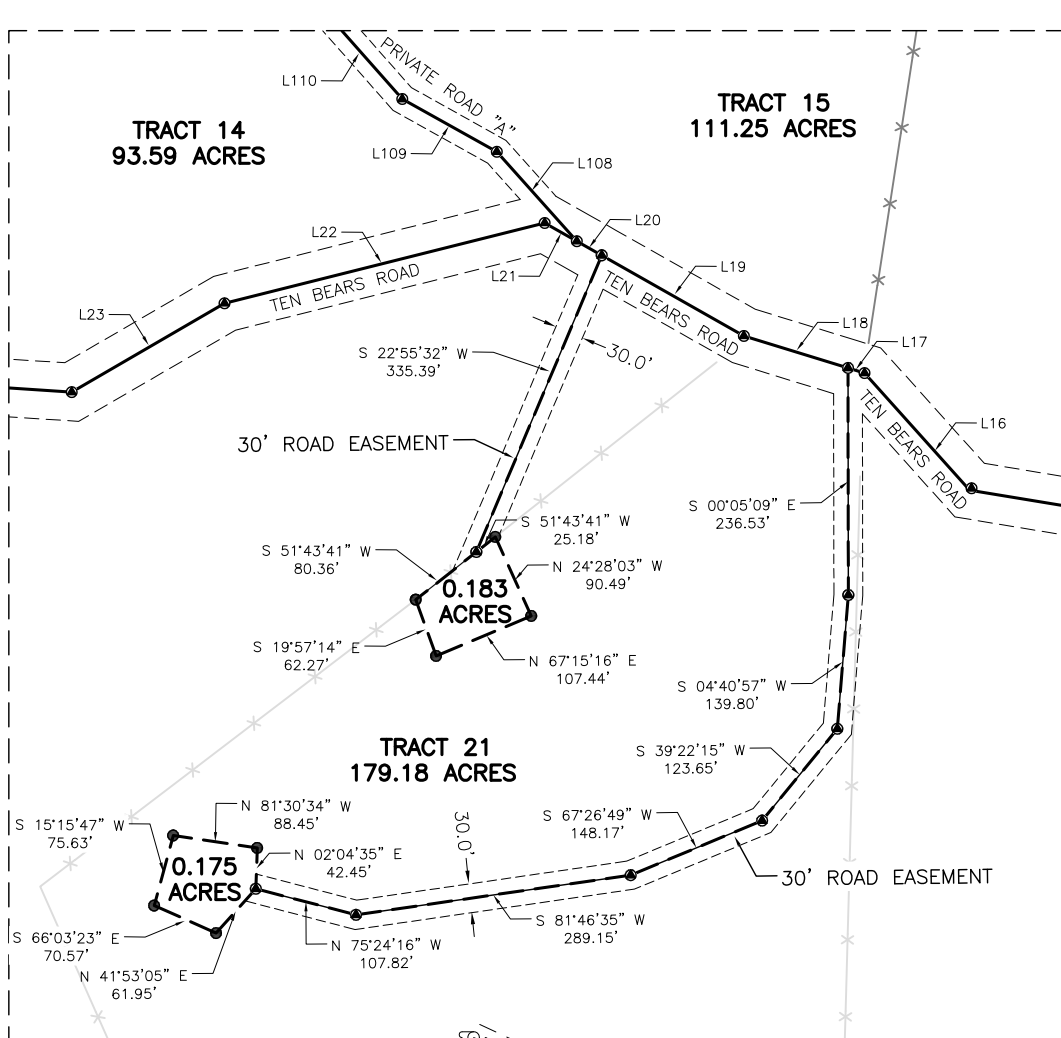 L110
PRIVATE ROAD "A"
TRACT 15
111.25 ACRES
TRACT 14
93.59 ACRES
L109
L108
L20
L22
L21
L19
TEN BEARS ROAD
TEN BEARS ROAD
L23
L18
L17
S 22°55'32" W
335.39'
30.0'
TEN BEARS ROAD
L16
30' ROAD EASEMENT
S 00°05'09" E
236.53'
S 51°43'41" W
25.18'
S 51°43'41" W
80.36'
N 24°28'03" W
90.49'
0.183
ACRES
S 19°57'14" E
62.27'
N 67°15'16" E
107.44'
S 04°40'57" W
139.80'
TRACT 21
179.18 ACRES
S 39°22'15" W
123.65'
N 81°30'34" W
88.45'
S 15°15'47" W
75.63'
30.0'
S 67°26'49" W
148.17'
N 02°04'35" E
42.45'
0.175
ACRES
30' ROAD EASEMENT
S 66°03'23" E
70.57'
N 41°53'05" E
61.95'
N 75°24'16" W
107.82'
S 81°46'35" W
289.15'